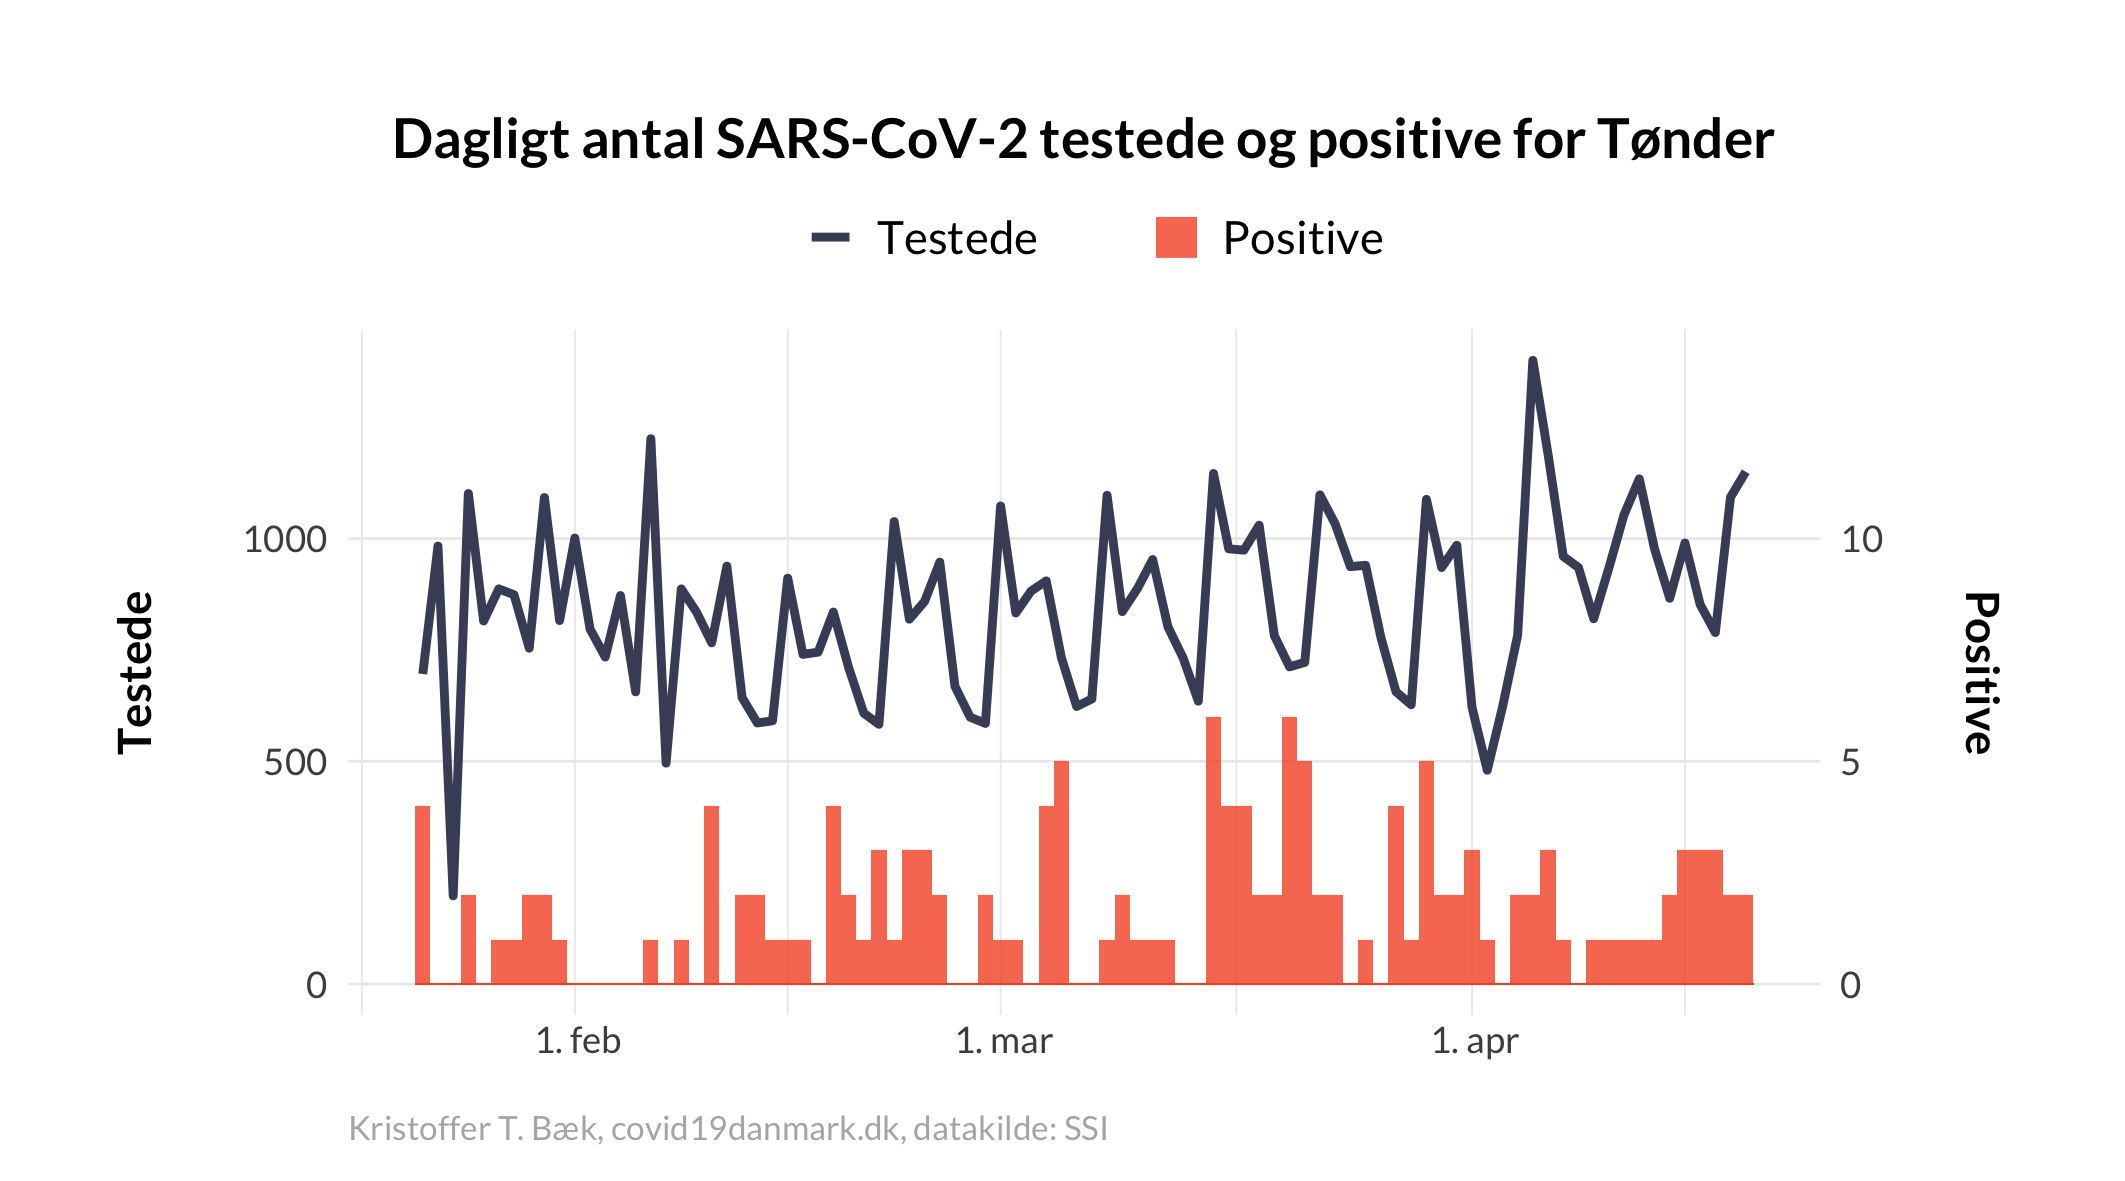 Dagligt antal SARS-CoV-2 testede og positive for Tønder
Testede
Positive
Testede
1000
500
0
10
5
0
Positive
1. feb
1. mar
1. apr
Kristoffer T. Bæk, covid19danmark.dk, datakilde: SSI